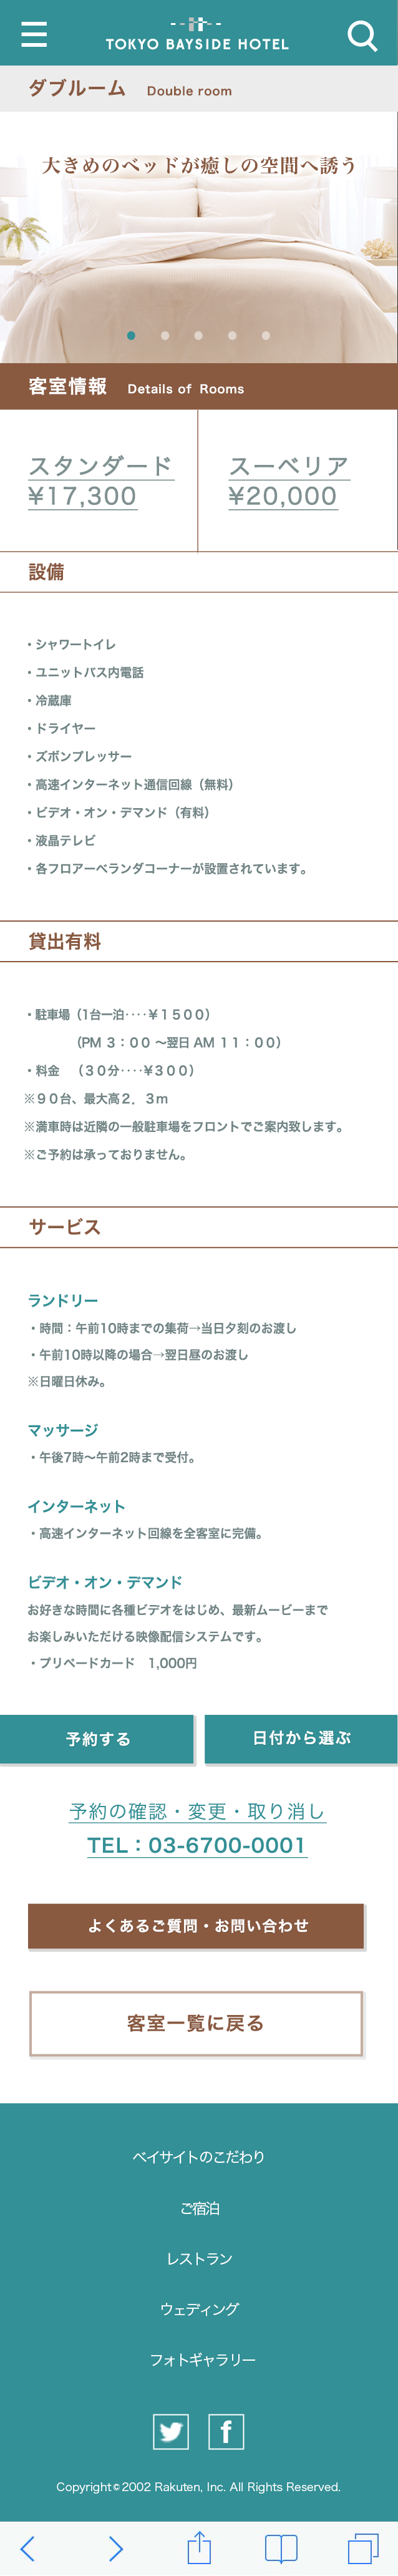 TOKYO BAYSIDE HOTEL
ダブルーム Double room
大きめのベッドが癒しの空間へ誘う
客室情報 Details of Rooms
スタンダード
¥17,300
スーベリア
¥20,000
設備
・シャワートイレ
・ユニットバス内電話
・冷蔵庫
・ドライヤー
・ズボンプレッサー
・高速インターネット通信回線（無料）
・ビデオ・オン・デマンド（有料）
・液晶テレビ
・各フロアーベランダコーナーが設置されています。
貸出有料
・駐車場（1台一泊‥‥￥１５００）
（PM ３：００ 〜翌日 AM １１：００）
・料金　（３０分‥‥￥３００）
※９０台、最大高２．３ｍ
※満車時は近隣の一般駐車場をフロントでご案内致します。
※ご予約は承っておりません。
サービス
ランドリー
・時間：午前10時までの集荷→当日夕刻のお渡し
・午前10時以降の場合→翌日昼のお渡し
※日曜日休み。
マッサージ
・午後7時〜午前2時まで受付。
インターネット
・高速インターネット回線を全客室に完備。
ビデオ・オン・デマンド
お好きな時間に各種ビデオをはじめ、最新ムービーまで
お楽しみいただける映像配信システムです。
・プリペードカード　1,000円
予約する
日付から選ぶ
予約の確認・変更・取り消し
TEL：03-6700-0001
よくあるご質問・お問い合わせ
客室一覧に戻る
ベイサイトのこだわり
ご宿泊
レストラン
ウェディング
フォトギャラリー
Copyright © 2002 Rakuten, Inc. All Rights Reserved.